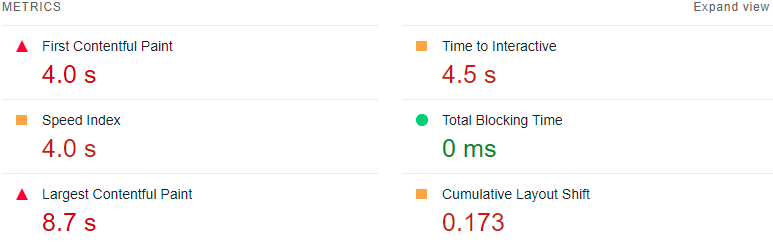 METRICS
Expand view
First Contentful Paint
4.0 s
Time to Interactive
4.5 s
Speed Index
4.0 s
Total Blocking Time
0 ms
Largest Contentful Paint
8.7 s
Cumulative Layout Shift
0.173